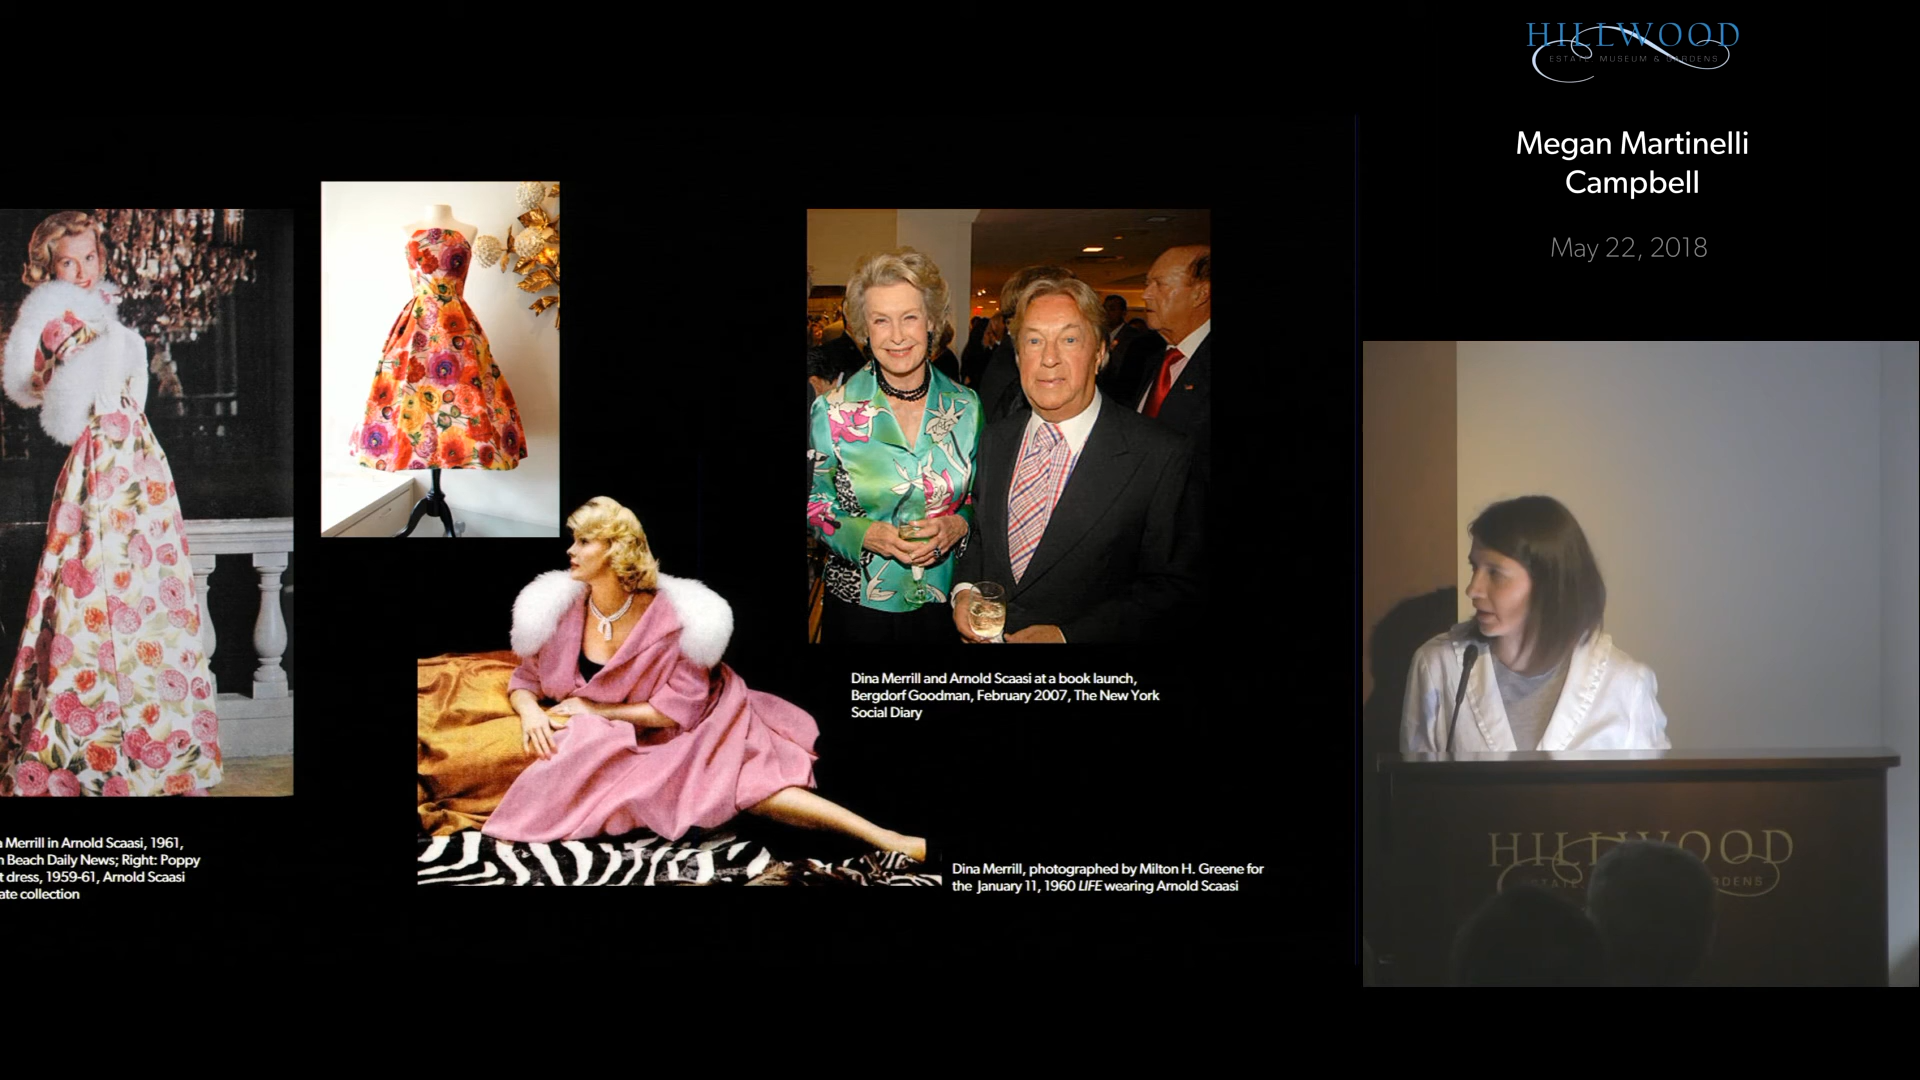 HILLWOOD
ESTATE, MUSEUM & GARDENS
Megan Martinelli
Campbell
May 22, 2018
Dina Merrill and Arnold Scaasi at a book launch,
Bergdorf Goodman, February 2007, The New York
Social Diary
Merrill in Arnold Scaasi, 1961,
Beach Daily News; Right: Poppy
dress, 1959-61, Arnold Scaasi
collection
Dina Merrill, photographed by Milton H. Greene for
the January 11, 1960 LIFE wearing Arnold Scaasi
HILLWOOD